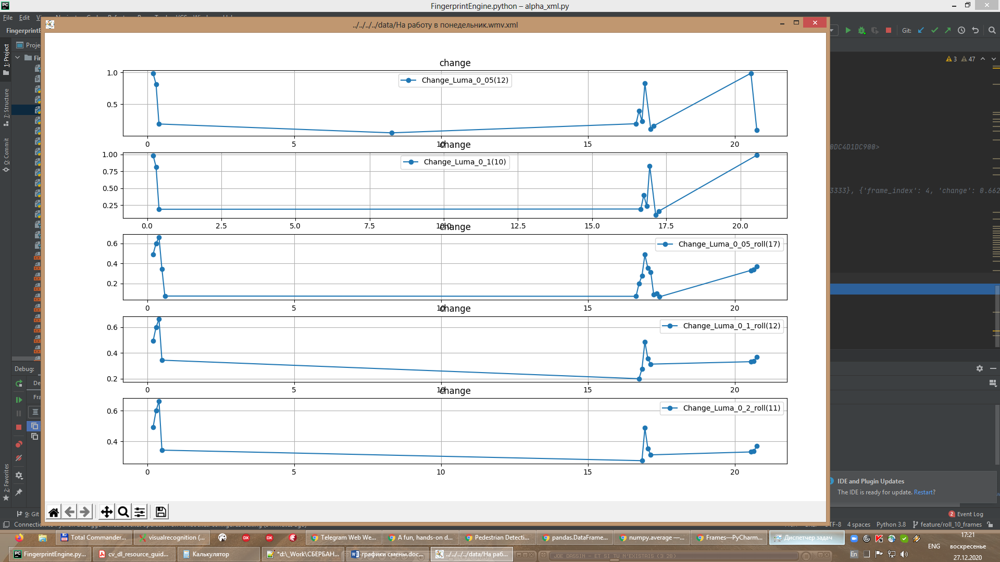 FingerprintEngine.python – alpha_xml.py
File Edit
../../../../data/На работу в понедельник.wmv.xml
Git:
Proje
3 47
1: Project
7: Structure
0: Commit
2: Favorites
change
1.0
0.5
Change_Luma_0_05(12)
0 5 10 15 20
change
1.00
0.75
0.50
0.25
Change_Luma_0_1(10)
0.0 2.5 5.0 7.5 10.0 12.5 15.0 17.5 20.0
change
0.6
0.4
0.2
Change_Luma_0_05_roll(17)
0 5 10 15 20
change
0.6
0.4
0.2
Change_Luma_0_1_roll(12)
0 5 10 15 20
change
0.6
0.4
Change_Luma_0_2_roll(11)
0 5 10 15 20
0DC4D1DC900>
3333}, {'frame_index': 4, 'change': 0.662
Debug:
De
Fra
IDE and Plugin Updates
The IDE is ready for update. Restart?
9: Git
2 Event Log
4 spaces Python 3.8 feature/roll_10_frames
Total Commander...
visualrecognition (...
Telegram Web We...
A fun, hands-on d...
Pedestrian Detecti...
pandas.DataFrame...
numpy.average —...
Frames—PyCharm...
Диспетчер задач
17:21
ENG воскресенье
27.12.2020
FingerprintEngine.py...
cv_dl_resource_guid...
Калькулятор
*d:\_Work\СБЕРБАН...
графики смены.doc...
../../../../data/На раб...
JOE DASSIN - ET SI TU N'EXISTAIS (3:28)
En